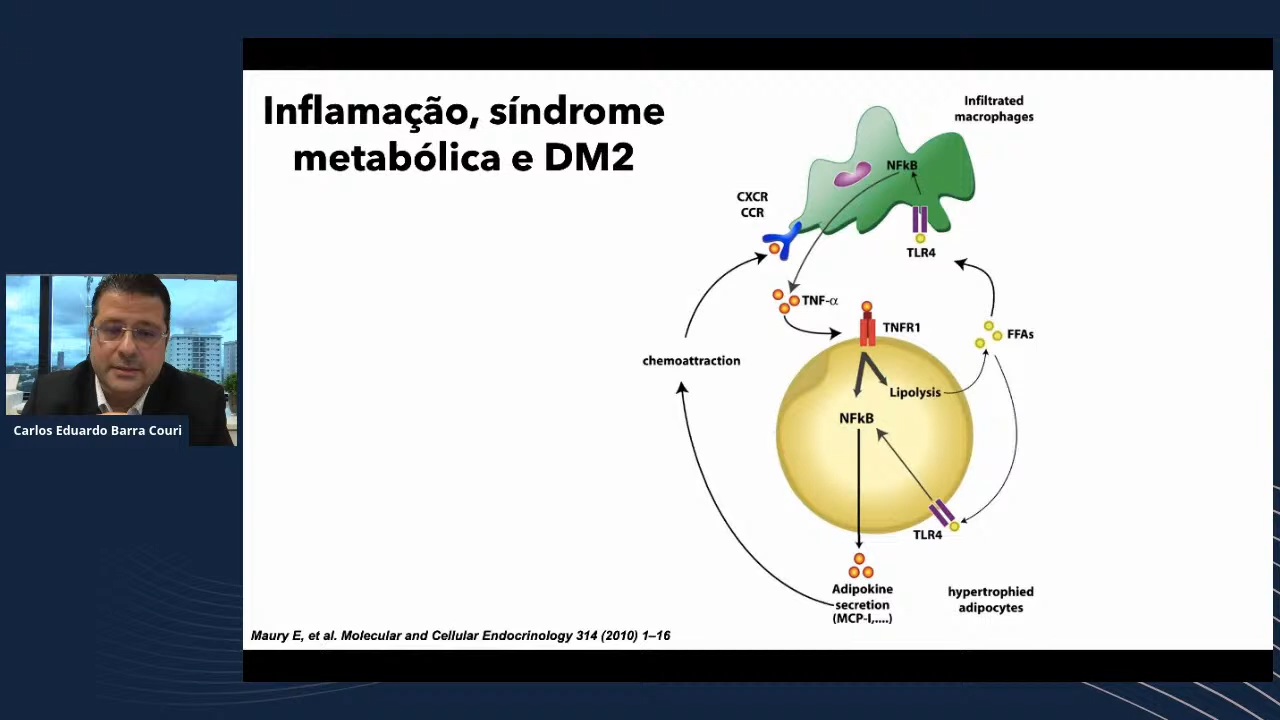 Inflamação, síndrome
metabólica e DM2
Infiltrated
macrophages
NFkB
CXCR
CCR
TLR4
TNF-α
TNFR1
FFAs
chemoattraction
Lipolysis
NFkB
Carlos Eduardo Barra Couri
TLR4
Adipokine
secretion
(MCP-I,....)
hypertrophied
adipocytes
Maury E, et al. Molecular and Cellular Endocrinology 314 (2010) 1–16